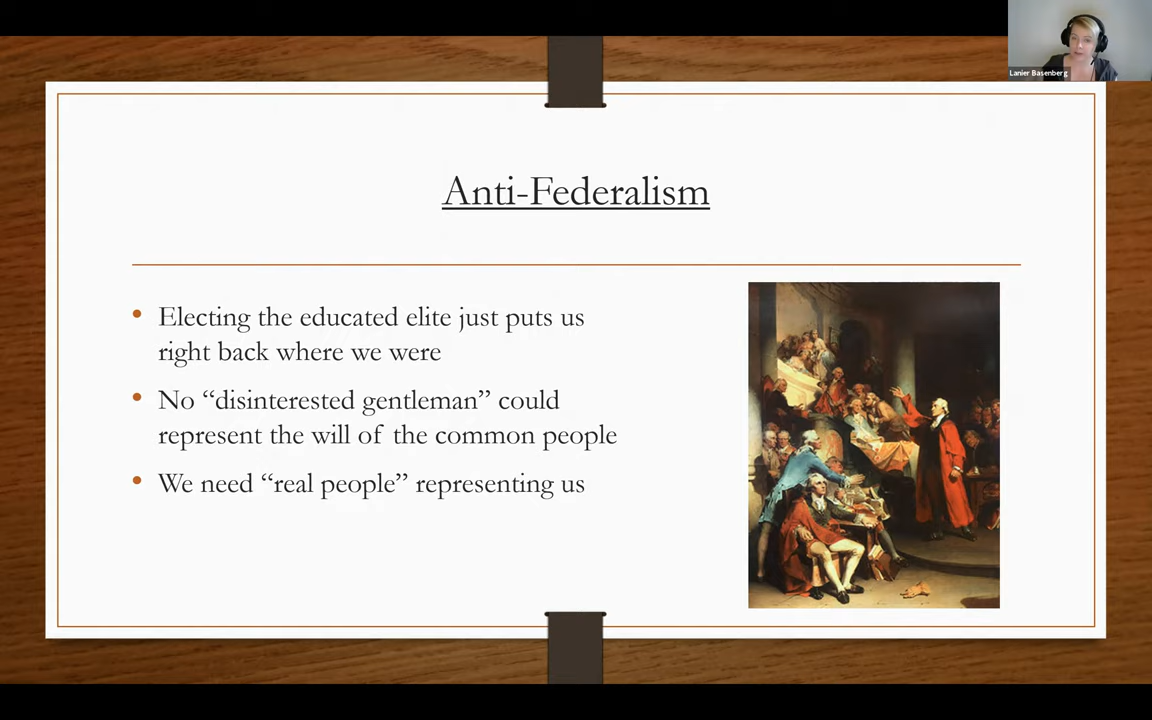 Lanier Basenberg
Anti-Federalism
• Electing the educated elite just puts us
right back where we were
• No “disinterested gentleman” could
represent the will of the common people
• We need “real people” representing us